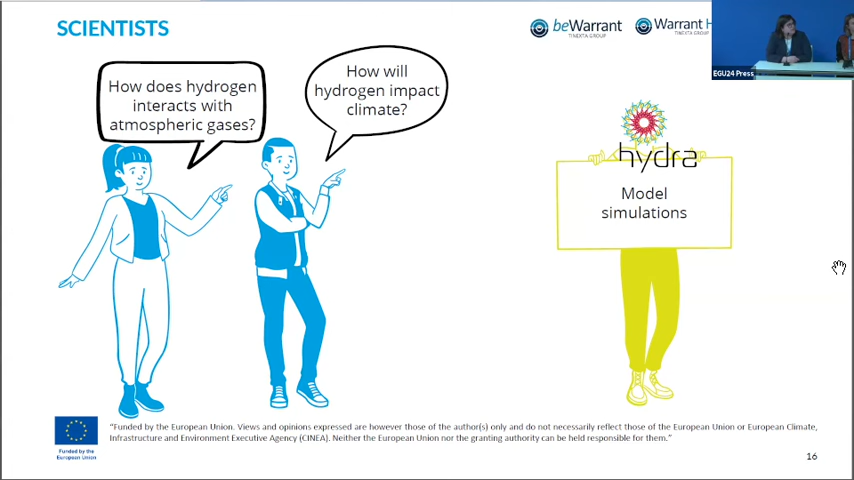 SCIENTISTS
beWarrant
TINEXTA GROUP
Warrant H
TINEXTA GROUP
EGU24 Press
How does hydrogen
interacts with
atmospheric gases?
How will
hydrogen impact
climate?
hydra
Model
simulations
Funded by the
European Union
"Funded by the European Union. Views and opinions expressed are however those of the author(s) only and do not necessarily reflect those of the European Union or European Climate,
Infrastructure and Environment Executive Agency (CINEA). Neither the European Union nor the granting authority can be held responsible for them."
16